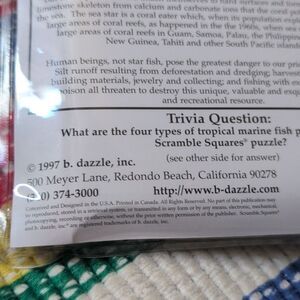 limestone skeleton from calcium and carbonate ions that the coral pol
the sea. The sea star is a coral eater which, when its population exp
large areas of coral reefs, as happened in the 1960s, when sea s
large areas of coral reefs in Guam, Samoa, Palau, the Philippine
New Guinea, Tahiti and other South Pacific islands
Human beings, not star fish, pose the greatest danger to our pri
Silt runoff resulting from deforestation and dredging; harvest
building materials, jewelry and collecting; and fishing with ex
poison all threaten to destroy this unique, valuable and exqu
and recreational resource.
Trivia Question:
What are the four types of tropical marine fish p
Scramble Squares® puzzle?
(see other side for answer)
© 1997 b. dazzle, inc.
500 Meyer Lane, Redondo Beach, California 90278
0) 374-3000
http://www.b-dazzle.com
Conceived and Designed in the U.S.A. Printed in Canada. All Rights Reserved. No part of this publication may
be reproduced, stored in a retrieval system, or transmitted in any form or by any means, electronic, mechanical,
photocopying, recording or otherwise, without the prior written permission of the publisher. Scramble Squares®
and b. dazzle, inc.® are registered trademarks of b. dazzle, inc.